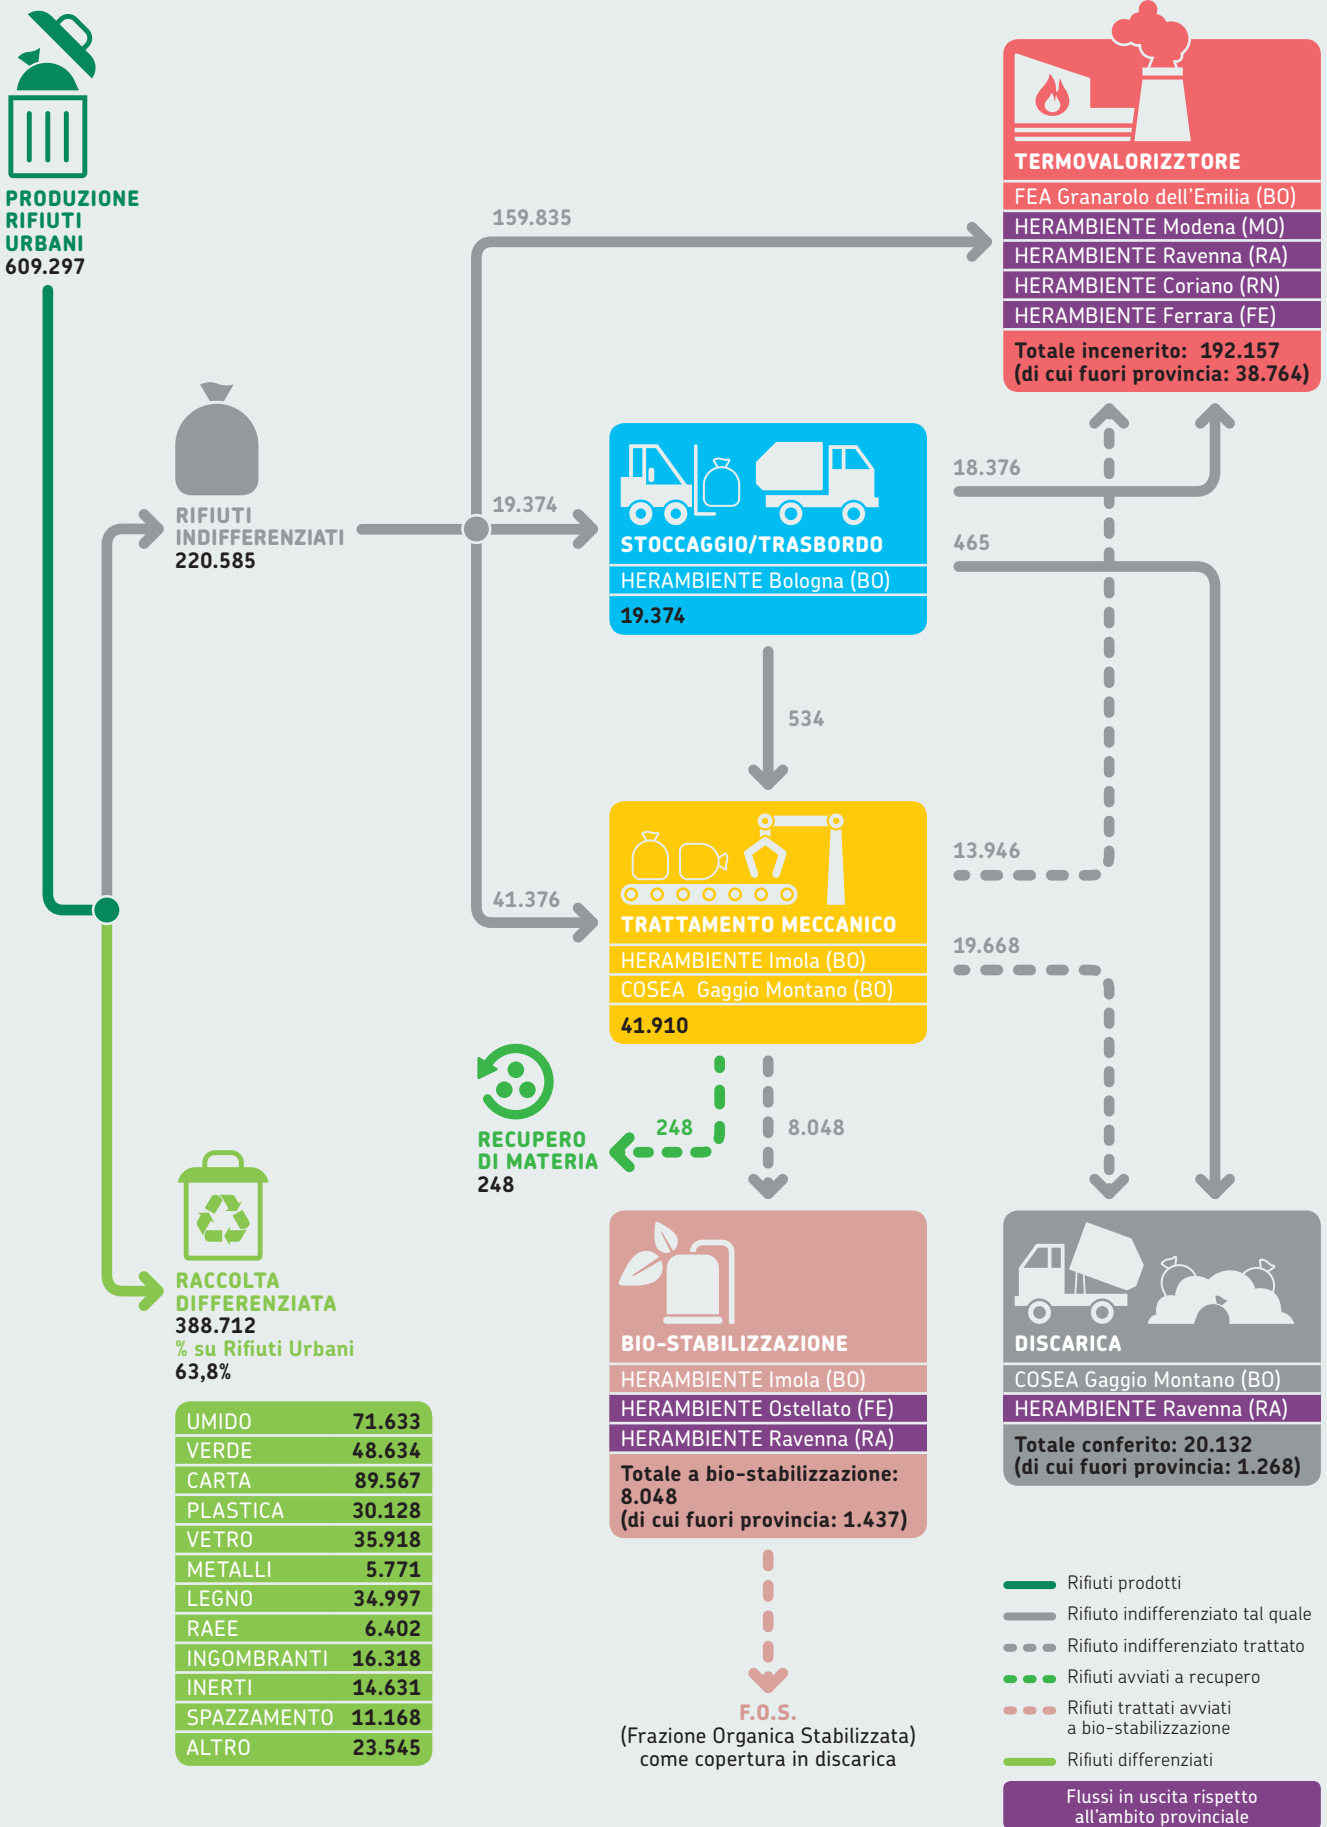 PRODUZIONE
RIFIUTI
URBANI
609.297
RIFIUTI
INDIFFERENZIATI
220.585
159.835
19.374
41.376
TERMOVALORIZZTORE
FEA Granarolo dell'Emilia (BO)
HERAMBIENTE Modena (MO)
HERAMBIENTE Ravenna (RA)
HERAMBIENTE Coriano (RN)
HERAMBIENTE Ferrara (FE)
Totale incenerito: 192.157
(di cui fuori provincia: 38.764)
STOCCAGGIO/TRASBORDO
HERAMBIENTE Bologna (BO)
19.374
18.376
465
534
TRATTAMENTO MECCANICO
HERAMBIENTE Imola (BO)
COSEA Gaggio Montano (BO)
41.910
13.946
19.668
RECUPERO
DI MATERIA
248
248
8.048
RACCOLTA
DIFFERENZIATA
388.712
% su Rifiuti Urbani
63,8%
UMIDO 71.633
VERDE 48.634
CARTA 89.567
PLASTICA 30.128
VETRO 35.918
METALLI 5.771
LEGNO 34.997
RAEE 6.402
INGOMBRANTI 16.318
INERTI 14.631
SPAZZAMENTO 11.168
ALTRO 23.545
BIO-STABILIZZAZIONE
HERAMBIENTE Imola (BO)
HERAMBIENTE Ostellato (FE)
HERAMBIENTE Ravenna (RA)
Totale a bio-stabilizzazione:
8.048
(di cui fuori provincia: 1.437)
F.O.S.
(Frazione Organica Stabilizzata)
come copertura in discarica
DISCARICA
COSEA Gaggio Montano (BO)
HERAMBIENTE Ravenna (RA)
Totale conferito: 20.132
(di cui fuori provincia: 1.268)
Rifiuti prodotti
Rifiuto indifferenziato tal quale
Rifiuto indifferenziato trattato
Rifiuti avviati a recupero
Rifiuti trattati avviati
a bio-stabilizzazione
Rifiuti differenziati
Flussi in uscita rispetto
all'ambito provinciale